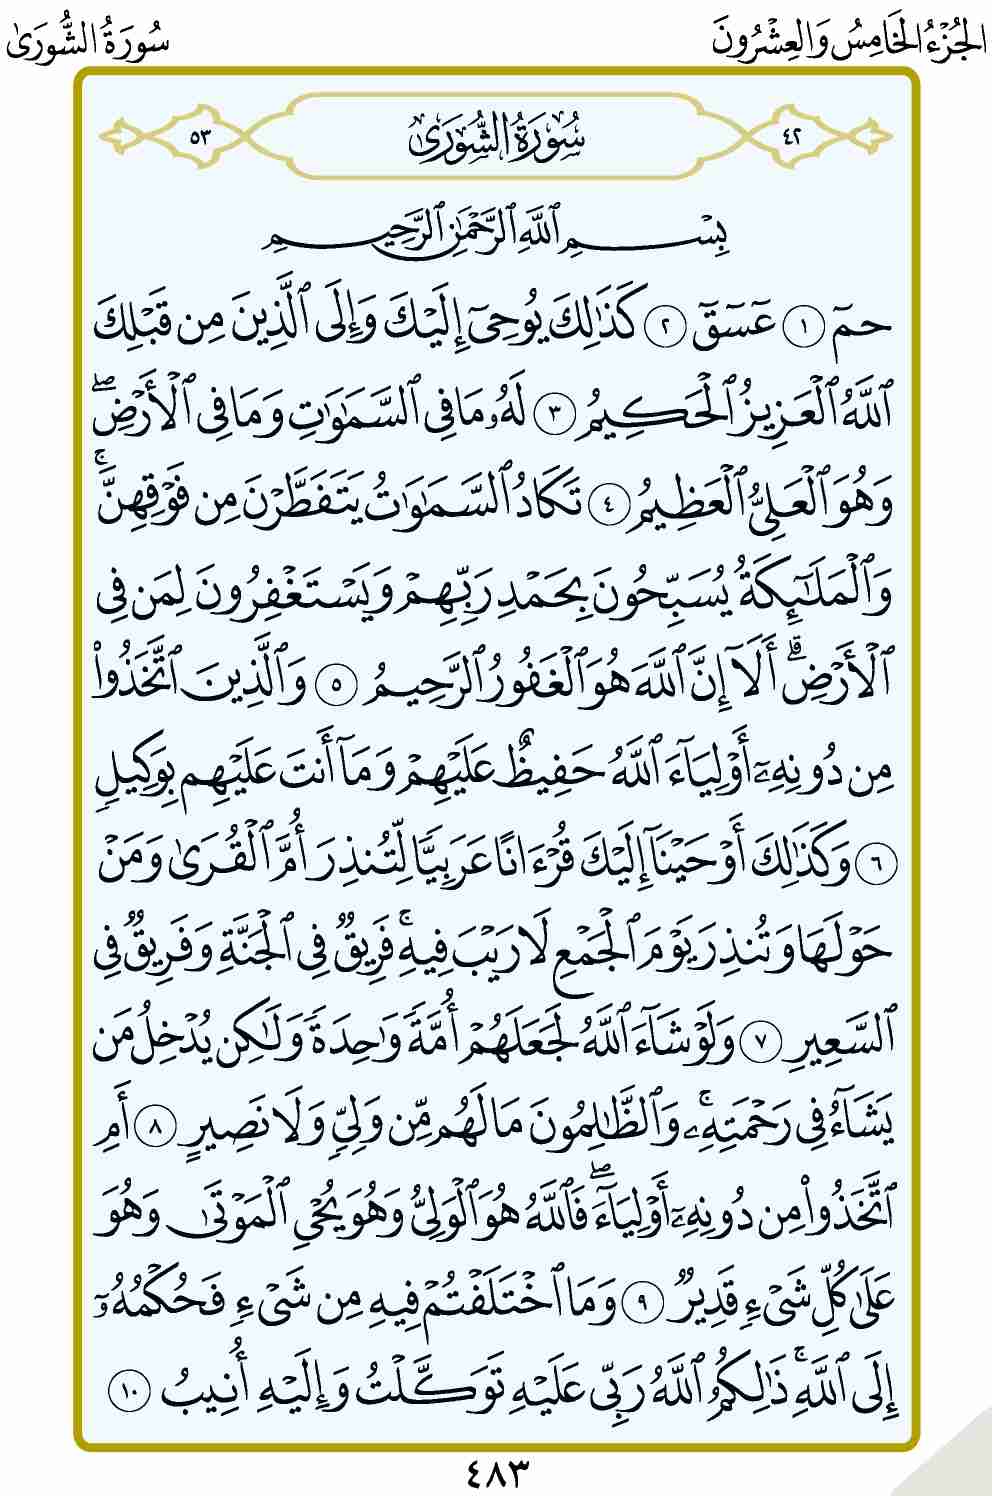 الجُزْءُ الخَامِسُ وَالعِشْرُونَ
سُورَةُ الشُّورَىٰ
٤٢
سُورَةُ الشُّورَىٰ
٥٣
بِسْمِ ٱللَّهِ ٱلرَّحْمَٰنِ ٱلرَّحِيمِ
حمٓ ١ عٓسٓقٓ ٢ كَذَٰلِكَ يُوحِىٓ إِلَيْكَ وَإِلَى ٱلَّذِينَ مِن قَبْلِكَ
ٱللَّهُ ٱلْعَزِيزُ ٱلْحَكِيمُ ٣ لَهُۥ مَا فِى ٱلسَّمَٰوَٰتِ وَمَا فِى ٱلْأَرْضِۖ
وَهُوَ ٱلْعَلِىُّ ٱلْعَظِيمُ ٤ تَكَادُ ٱلسَّمَٰوَٰتُ يَتَفَطَّرْنَ مِن فَوْقِهِنَّۚ
وَٱلْمَلَٰٓئِكَةُ يُسَبِّحُونَ بِحَمْدِ رَبِّهِمْ وَيَسْتَغْفِرُونَ لِمَن فِى
ٱلْأَرْضِۗ أَلَآ إِنَّ ٱللَّهَ هُوَ ٱلْغَفُورُ ٱلرَّحِيمُ ٥ وَٱلَّذِينَ ٱتَّخَذُوا۟
مِن دُونِهِۦٓ أَوْلِيَآءَ ٱللَّهُ حَفِيظٌ عَلَيْهِمْ وَمَآ أَنتَ عَلَيْهِم بِوَكِيلٍ
٦ وَكَذَٰلِكَ أَوْحَيْنَآ إِلَيْكَ قُرْءَانًا عَرَبِيًّا لِّتُنذِرَ أُمَّ ٱلْقُرَىٰ وَمَنْ
حَوْلَهَا وَتُنذِرَ يَوْمَ ٱلْجَمْعِ لَا رَيْبَ فِيهِۚ فَرِيقٌ فِى ٱلْجَنَّةِ وَفَرِيقٌ فِى
ٱلسَّعِيرِ ٧ وَلَوْ شَآءَ ٱللَّهُ لَجَعَلَهُمْ أُمَّةً وَٰحِدَةً وَلَٰكِن يُدْخِلُ مَن
يَشَآءُ فِى رَحْمَتِهِۦۚ وَٱلظَّٰلِمُونَ مَا لَهُم مِّن وَلِىٍّ وَلَا نَصِيرٍ ٨ أَمِ
ٱتَّخَذُوا۟ مِن دُونِهِۦٓ أَوْلِيَآءَۖ فَٱللَّهُ هُوَ ٱلْوَلِىُّ وَهُوَ يُحْىِ ٱلْمَوْتَىٰ وَهُوَ
عَلَىٰ كُلِّ شَىْءٍ قَدِيرٌ ٩ وَمَا ٱخْتَلَفْتُمْ فِيهِ مِن شَىْءٍ فَحُكْمُهُۥٓ
إِلَى ٱللَّهِۚ ذَٰلِكُمُ ٱللَّهُ رَبِّى عَلَيْهِ تَوَكَّلْتُ وَإِلَيْهِ أُنِيبُ ١٠
٤٨٣